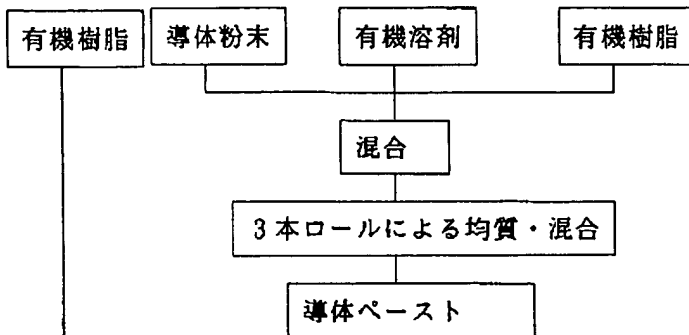 有機樹脂
導体粉末
有機溶剤
有機樹脂
混合
3本ロールによる均質・混合
導体ペースト